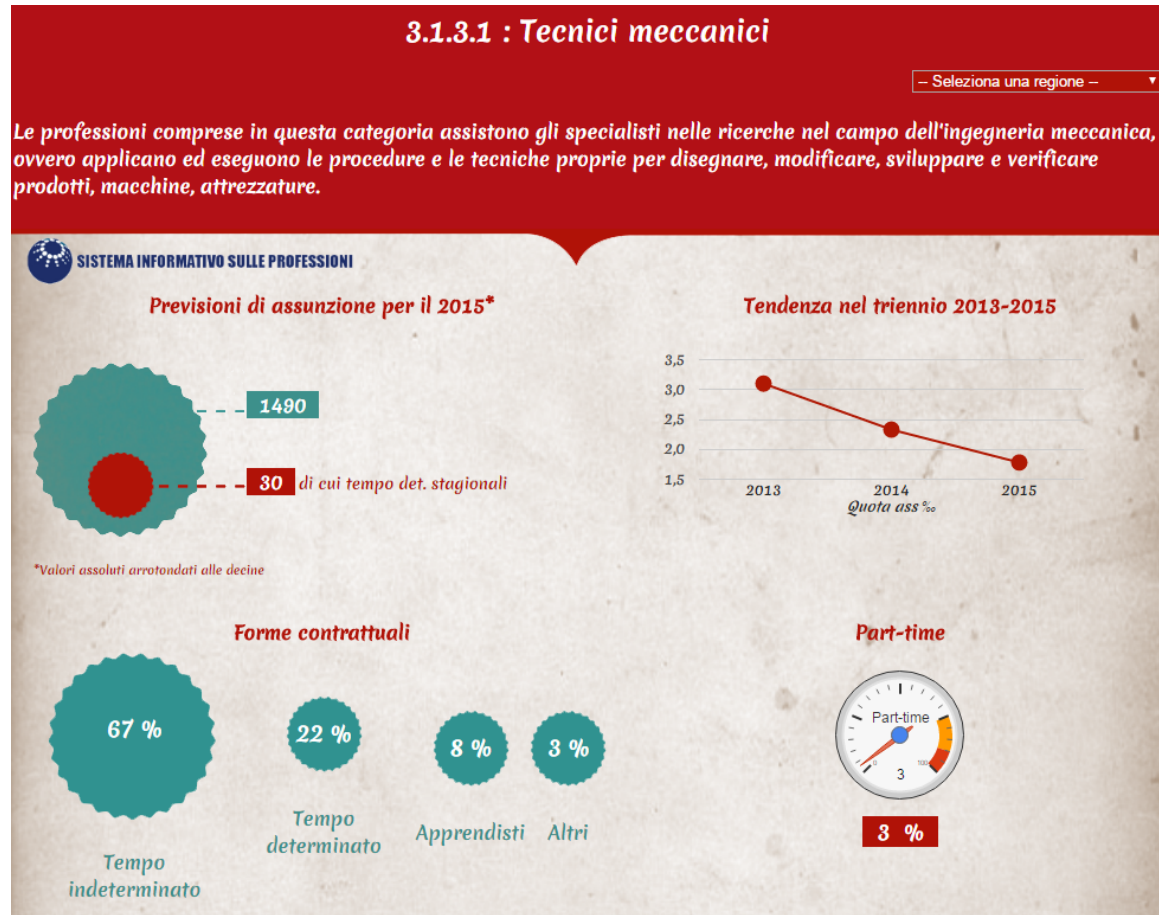 3.1.3.1 : Tecnici meccanici
-- Seleziona una regione --
Le professioni comprese in questa categoria assistono gli specialisti nelle ricerche nel campo dell'ingegneria meccanica,
ovvero applicano ed eseguono le procedure e le tecniche proprie per disegnare, modificare, sviluppare e verificare
prodotti, macchine, attrezzature.
SISTEMA INFORMATIVO SULLE PROFESSIONI
Previsioni di assunzione per il 2015*
1490
30 di cui tempo det. stagionali
*Valori assoluti arrotondati alle decine
Tendenza nel triennio 2013-2015
3,5
3,0
2,5
2,0
1,5
2013 2014 2015
Quota ass ‰
Forme contrattuali
67 %
22 %
8 %
3 %
Tempo
indeterminato
Tempo
determinato
Apprendisti
Altri
Part-time
Part-time
0 100
3
3 %